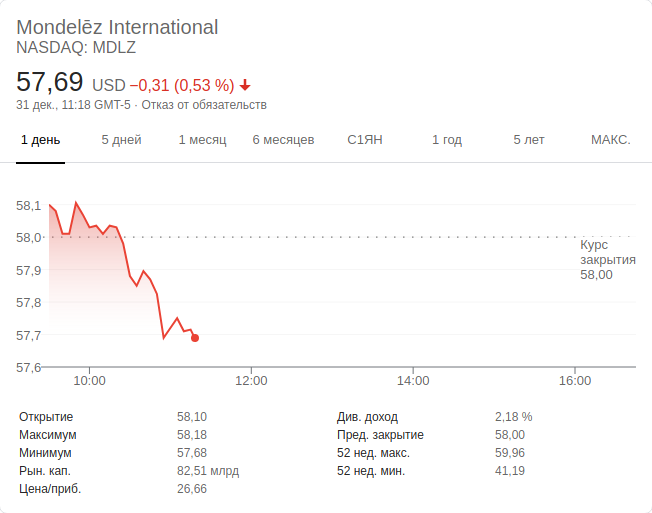 Mondelēz International
NASDAQ: MDLZ
57,69 USD −0,31 (0,53 %)
31 дек., 11:18 GMT-5 · Отказ от обязательств
1 день 5 дней 1 месяц 6 месяцев С1ЯН 1 год 5 лет МАКС.
58,1
58,0
57,9
57,8
57,7
57,6
Курс
закрытия
58,00
10:00 12:00 14:00 16:00
Открытие 58,10 Див. доход 2,18 %
Максимум 58,18 Пред. закрытие 58,00
Минимум 57,68 52 нед. макс. 59,96
Рын. кап. 82,51 млрд 52 нед. мин. 41,19
Цена/приб. 26,66